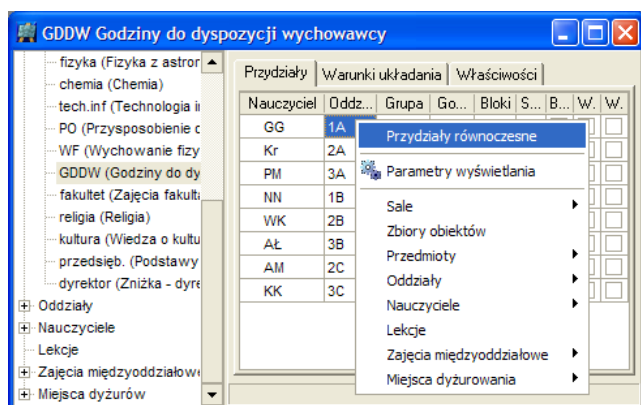 GDDW Godziny do dyspozycji wychowawcy
fizyka (Fizyka z astror
chemia (Chemia)
tech.inf (Technologia i
PO (Przysposobienie c
WF (Wychowanie fizy
GDDW (Godziny do dy
fakultet (Zajęcia fakult
religia (Religia)
kultura (Wiedza o kultu
przedsięb. (Podstawy
dyrektor (Zniżka - dyre
Oddziały
Nauczyciele
Lekcje
Zajęcia międzyoddziałow
Miejsca dyżurów
Przydziały Warunki układania Właściwości
Nauczyciel Oddz... Grupa Go... Bloki S... B... W. W.
GG 1A
Kr 2A
PM 3A
NN 1B
WK 2B
AŁ 3B
AM 2C
KK 3C
Przydziały równoczesne
Parametry wyświetlania
Sale
Zbiory obiektów
Przedmioty
Oddziały
Nauczyciele
Lekcje
Zajęcia międzyoddziałowe
Miejsca dyżurowania